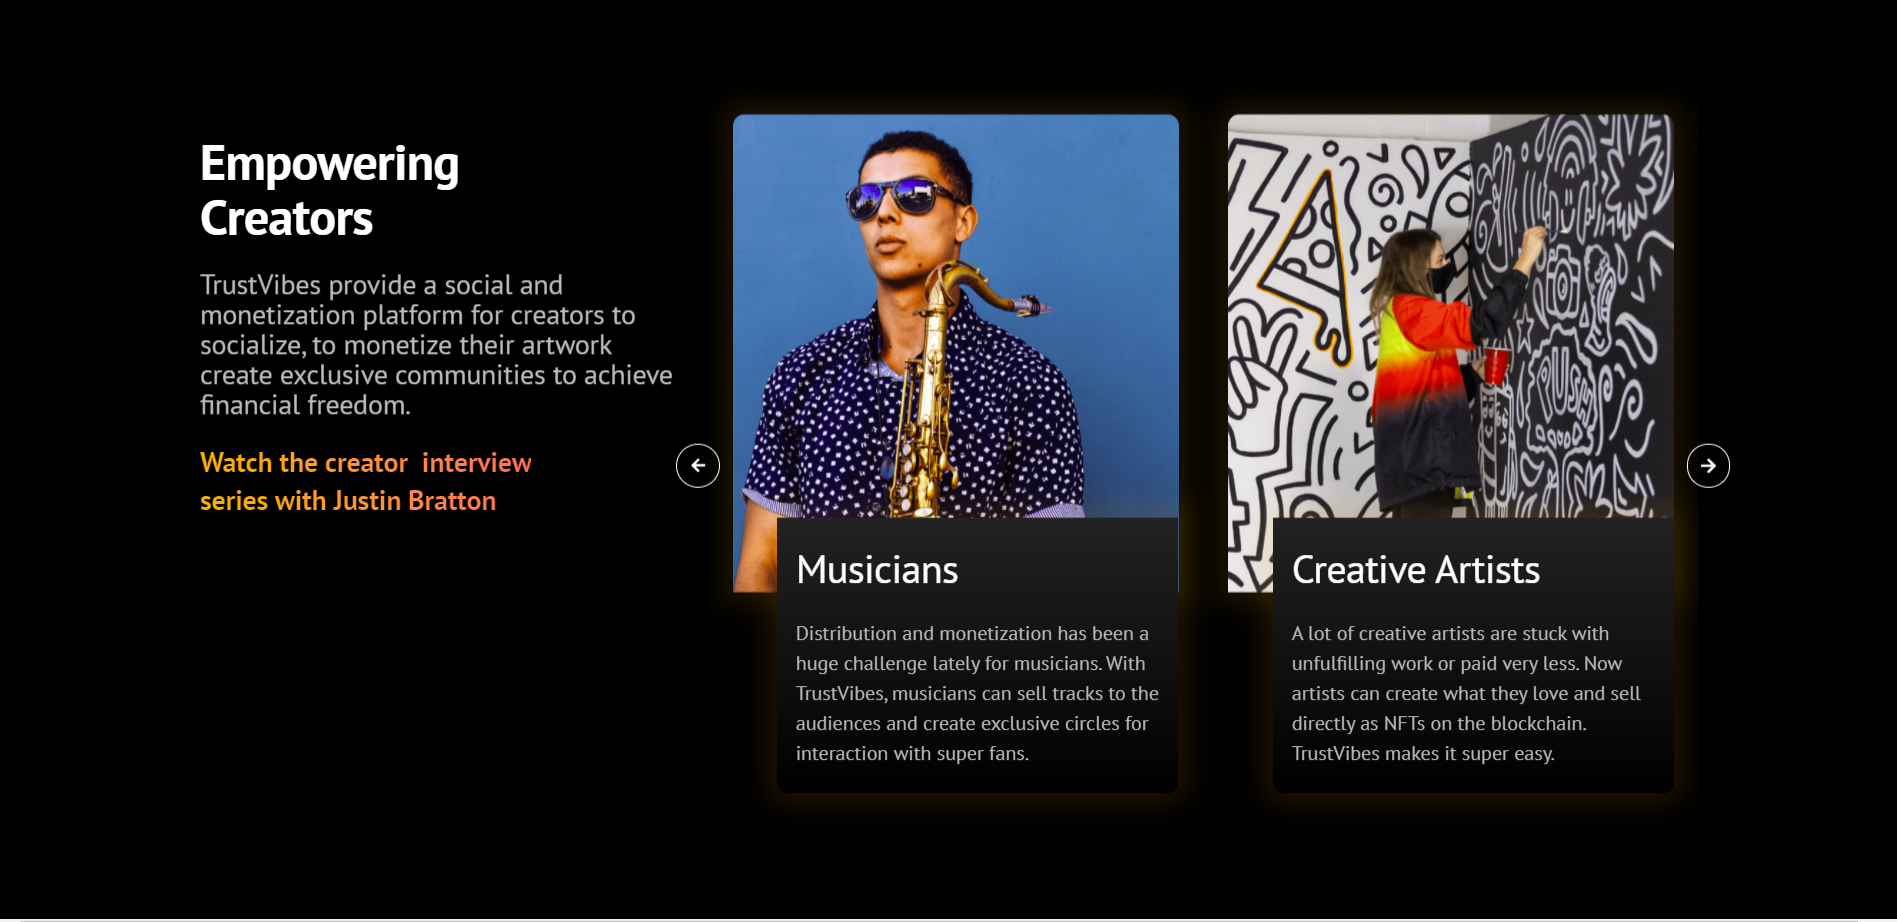 Empowering
Creators
TrustVibes provide a social and
monetization platform for creators to
socialize, to monetize their artwork
create exclusive communities to achieve
financial freedom.
Watch the creator  interview
series with Justin Bratton
Musicians
Distribution and monetization has been a
huge challenge lately for musicians. With
TrustVibes, musicians can sell tracks to the
audiences and create exclusive circles for
interaction with super fans.
PUSH
Creative Artists
A lot of creative artists are stuck with
unfulfilling work or paid very less. Now
artists can create what they love and sell
directly as NFTs on the blockchain.
TrustVibes makes it super easy.